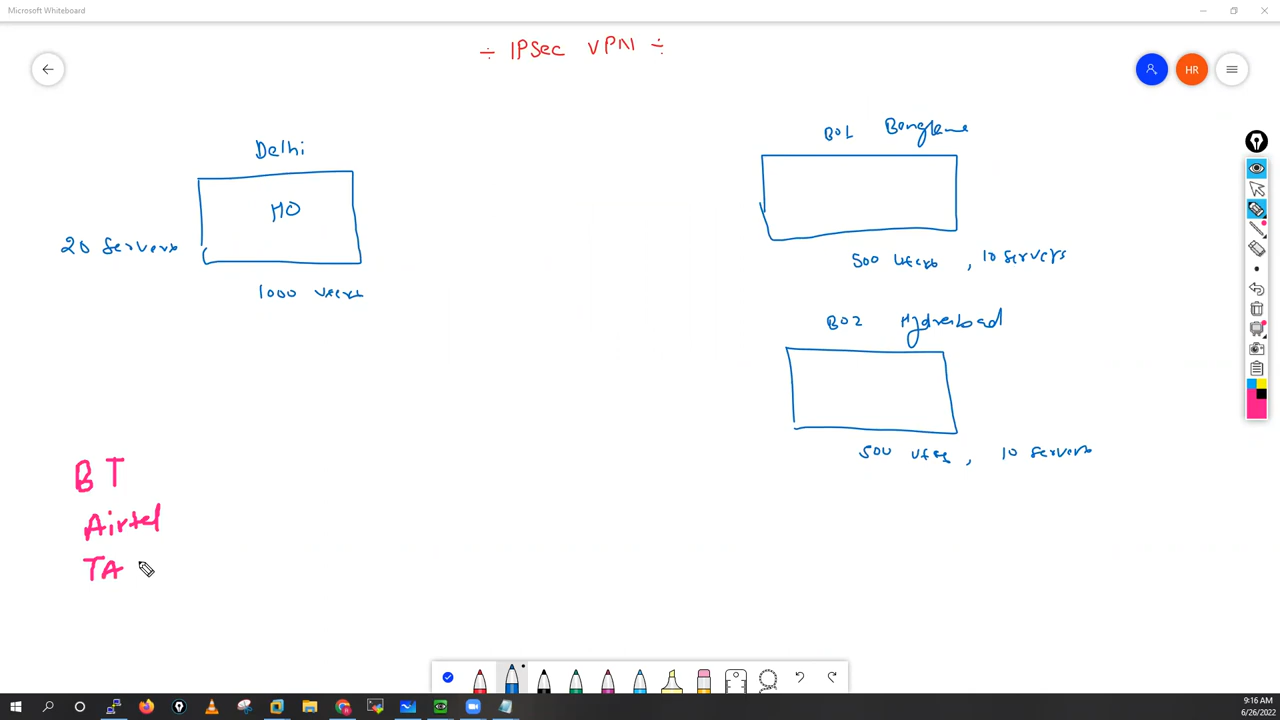 Microsoft Whiteboard
÷ IPSec VPN ÷
HR
Delhi
HO
20 Servers
1000 users
BO1 Banglore
500 users , 10 servers
BO2 Hyderabad
500 users , 10 servers
BT
Airtel
TA
9:16 AM
6/26/2022